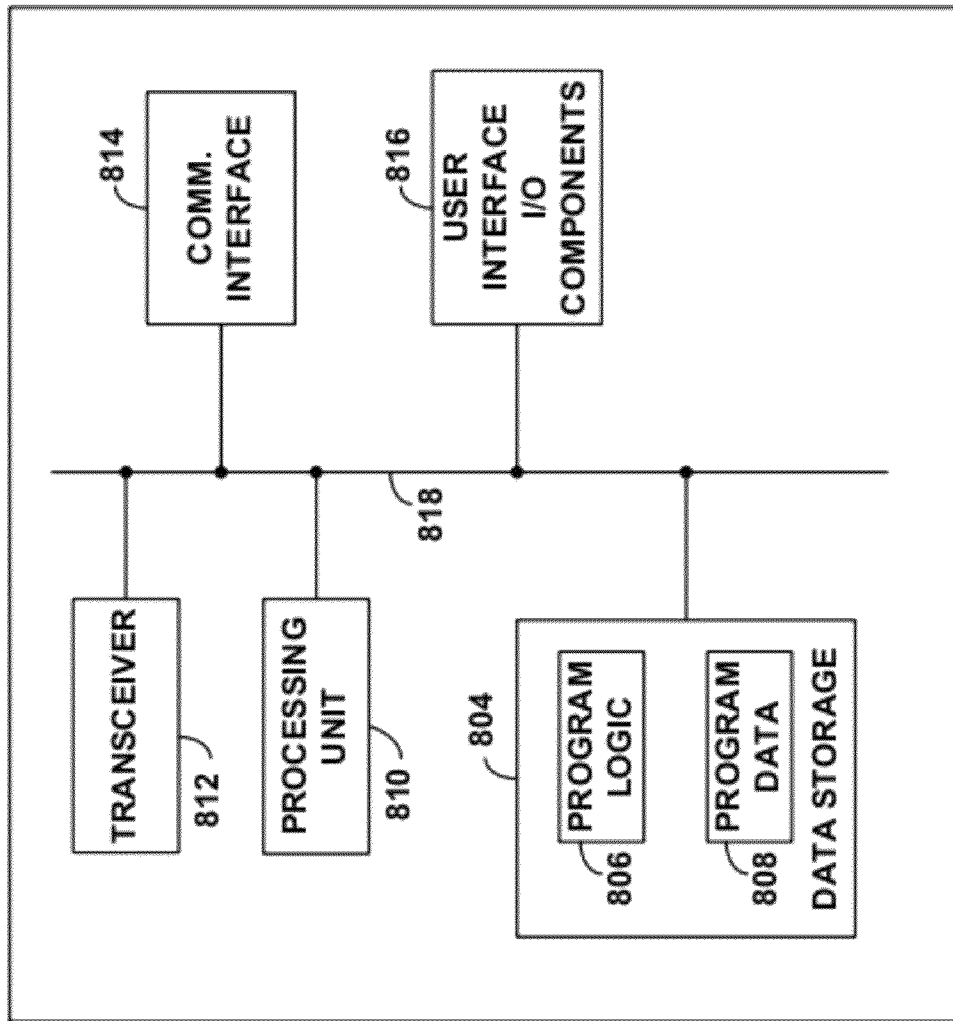 TRANSCEIVER
812
PROCESSING
UNIT
810
804
PROGRAM
LOGIC
806
PROGRAM
DATA
808
DATA STORAGE
818
814
COMM.
INTERFACE
816
USER
INTERFACE
I/O
COMPONENTS